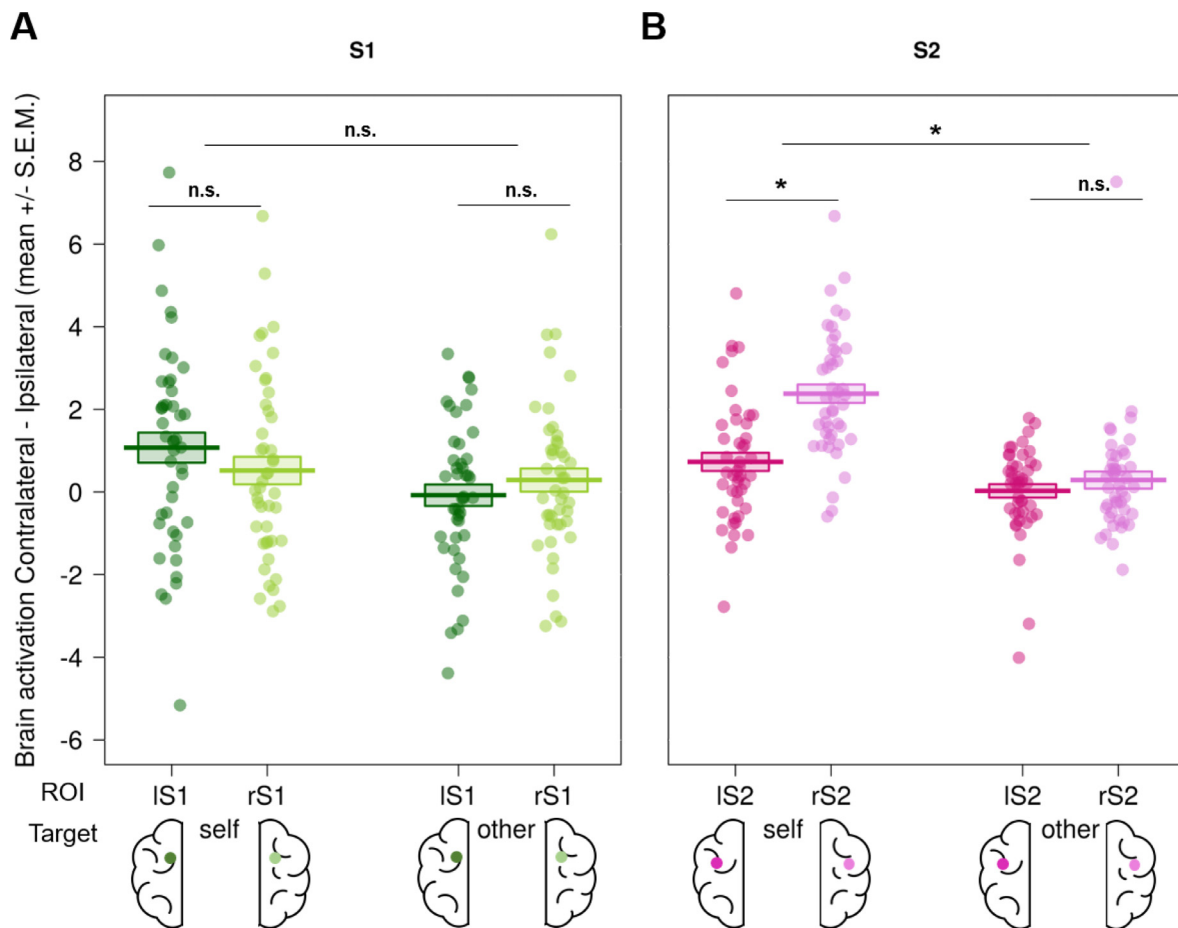 A
B
S1
S2
Brain activation Contralateral - Ipsilateral (mean +/- S.E.M.)
n.s.
n.s.
n.s.
*
*
n.s.
8
6
4
2
0
-2
-4
-6
ROI
lS1
rS1
lS1
rS1
lS2
rS2
lS2
rS2
Target
self
other
self
other